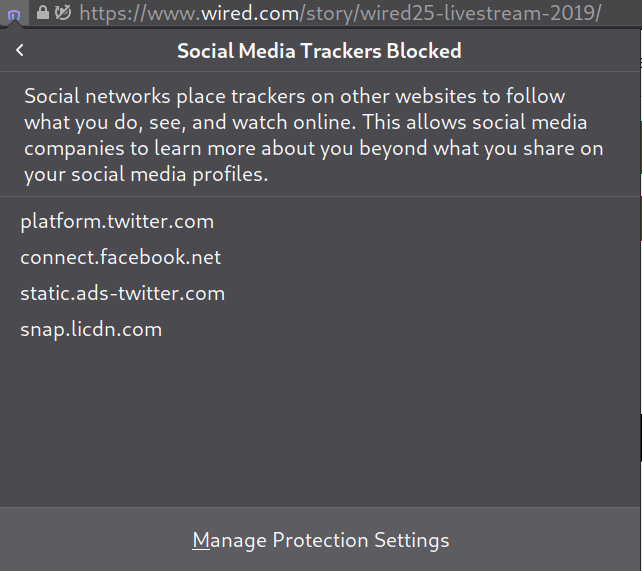 https://www.wired.com/story/wired25-livestream-2019/
Social Media Trackers Blocked
Social networks place trackers on other websites to follow
what you do, see, and watch online. This allows social media
companies to learn more about you beyond what you share on
your social media profiles.
platform.twitter.com
connect.facebook.net
static.ads-twitter.com
snap.licdn.com
Manage Protection Settings